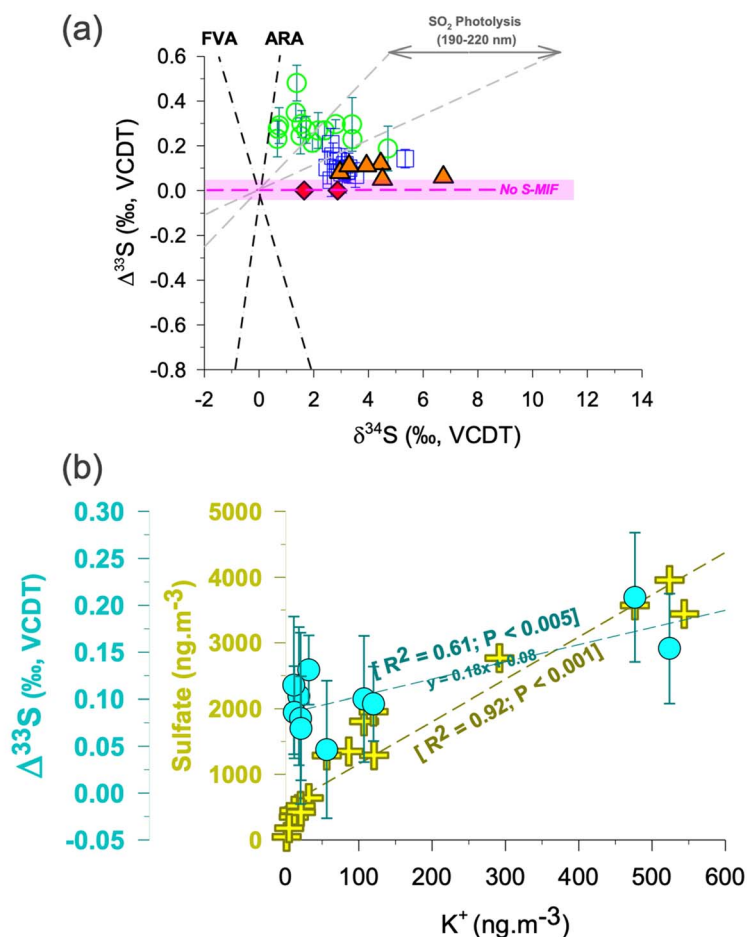 (a)
FVA
ARA
SO2 Photolysis
(190-220 nm)
0.6
0.4
0.2
0.0
-0.2
-0.4
-0.6
-0.8
Δ33S (‰, VCDT)
No S-MIF
-2
0
2
4
6
8
10
12
14
δ34S (‰, VCDT)
(b)
0.30
0.25
0.20
0.15
0.10
0.05
0.00
-0.05
Δ33S (‰, VCDT)
5000
4000
3000
2000
1000
0
Sulfate (ng.m-3)
[ R2 = 0.61; P < 0.005]
y = 0.18x + 0.08
[ R2 = 0.92; P < 0.001]
0
100
200
300
400
500
600
K+ (ng.m-3)